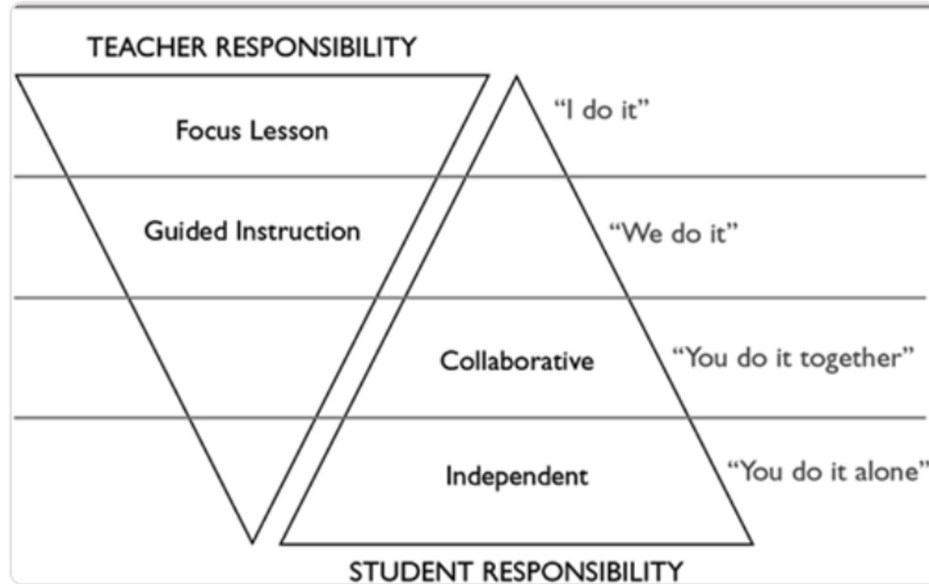 TEACHER RESPONSIBILITY
Focus Lesson
“I do it”
Guided Instruction
“We do it”
Collaborative
“You do it together”
Independent
“You do it alone”
STUDENT RESPONSIBILITY